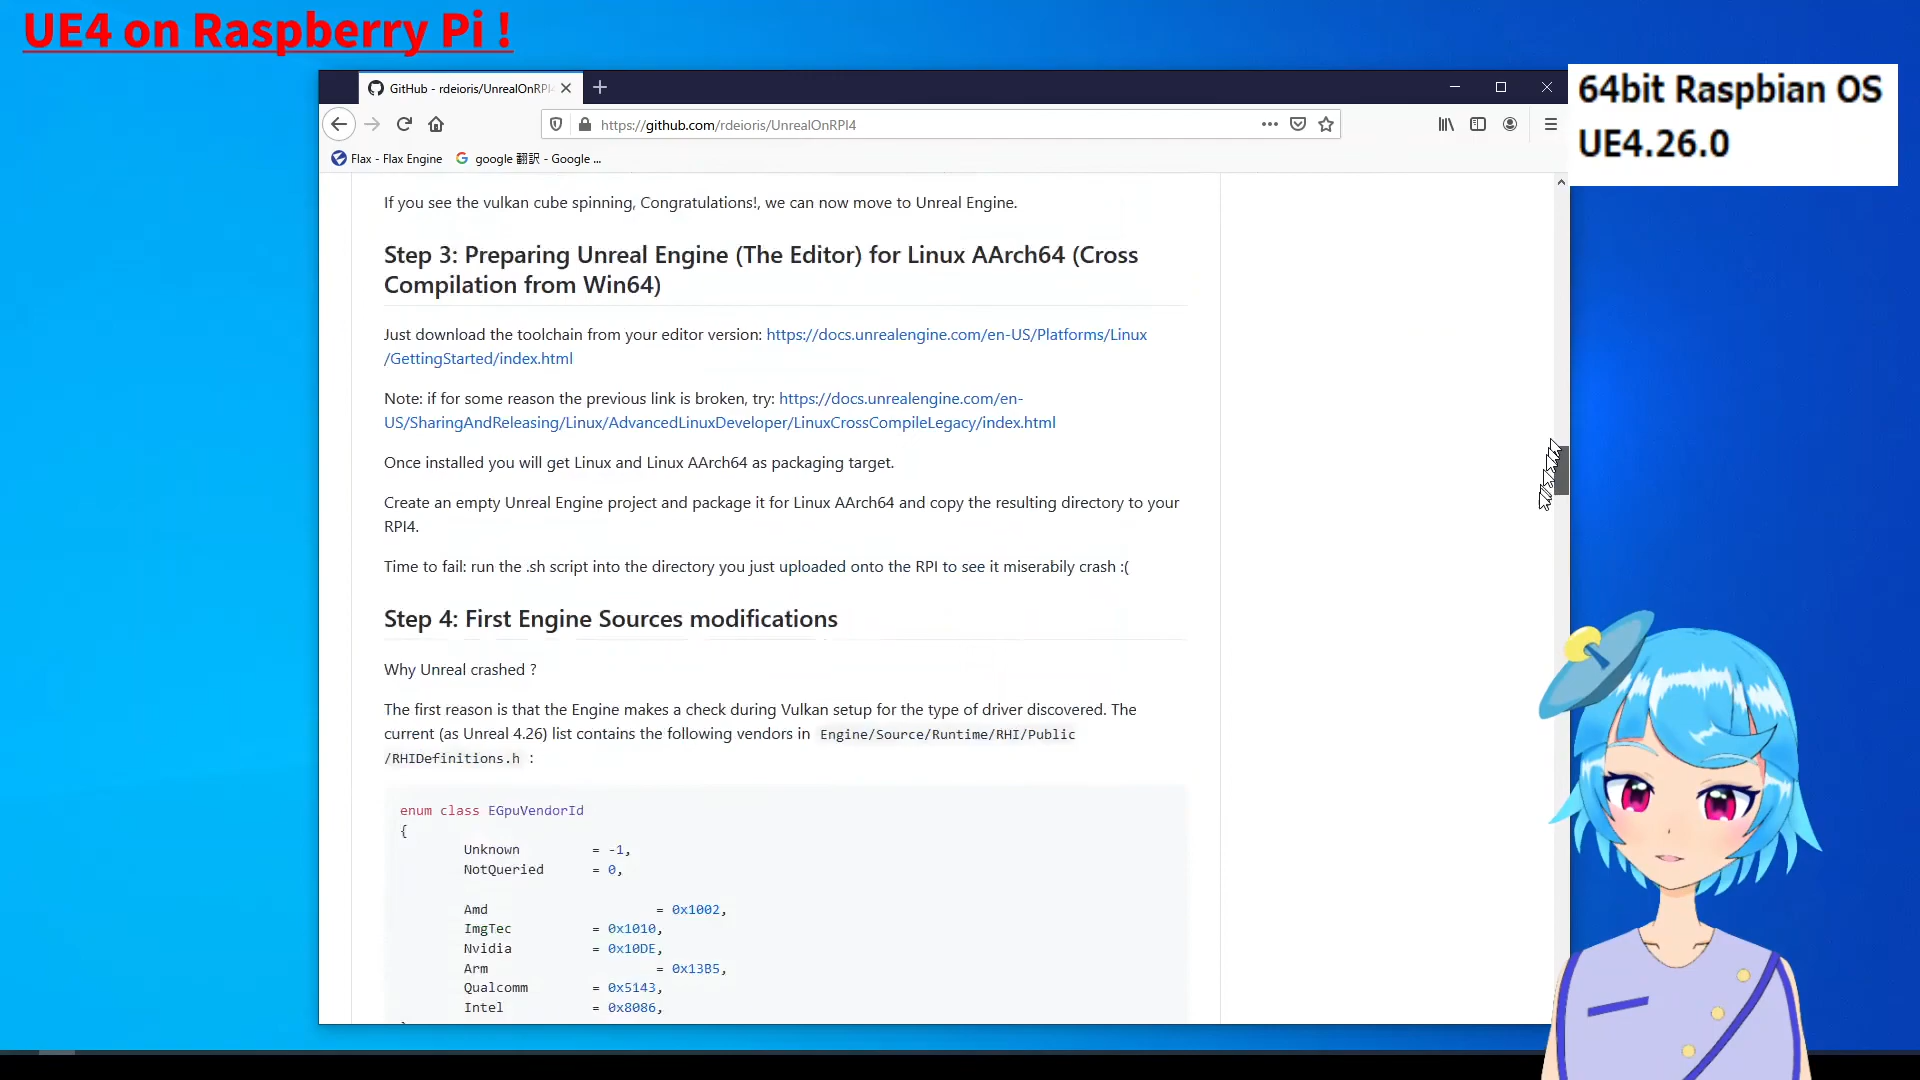 UE4 on Raspberry Pi !
GitHub - rdeioris/UnrealOnRPI4
64bit Raspbian OS
UE4.26.0
https://github.com/rdeioris/UnrealOnRPI4
Flax - Flax Engine
google 翻訳 - Google ...
If you see the vulkan cube spinning, Congratulations!, we can now move to Unreal Engine.
Step 3: Preparing Unreal Engine (The Editor) for Linux AArch64 (Cross
Compilation from Win64)
Just download the toolchain from your editor version: https://docs.unrealengine.com/en-US/Platforms/Linux
/GettingStarted/index.html
Note: if for some reason the previous link is broken, try: https://docs.unrealengine.com/en-
US/SharingAndReleasing/Linux/AdvancedLinuxDeveloper/LinuxCrossCompileLegacy/index.html
Once installed you will get Linux and Linux AArch64 as packaging target.
Create an empty Unreal Engine project and package it for Linux AArch64 and copy the resulting directory to your
RPI4.
Time to fail: run the .sh script into the directory you just uploaded onto the RPI to see it miserabily crash :(
Step 4: First Engine Sources modifications
Why Unreal crashed ?
The first reason is that the Engine makes a check during Vulkan setup for the type of driver discovered. The
current (as Unreal 4.26) list contains the following vendors in Engine/Source/Runtime/RHI/Public
/RHIDefinitions.h :
enum class EGpuVendorId
{
Unknown = -1,
NotQueried = 0,
Amd = 0x1002,
ImgTec = 0x1010,
Nvidia = 0x10DE,
Arm = 0x13B5,
Qualcomm = 0x5143,
Intel = 0x8086,